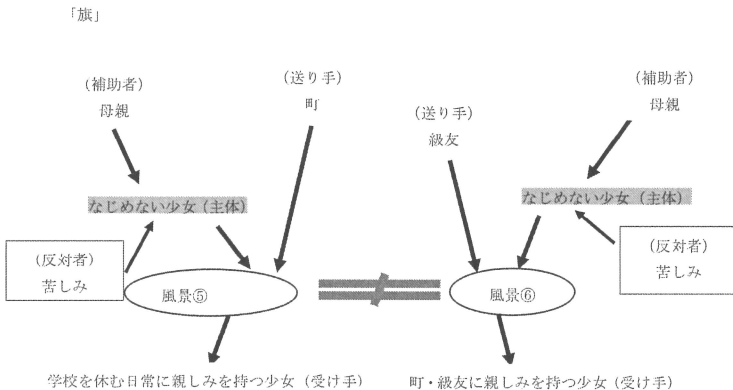 「旗」
(補助者)
母親
(送り手)
町
なじめない少女(主体)
(反対者)
苦しみ
風景⑤
学校を休む日常に親しみを持つ少女(受け手)
(送り手)
級友
(補助者)
母親
なじめない少女(主体)
(反対者)
苦しみ
風景⑥
町・級友に親しみを持つ少女(受け手)